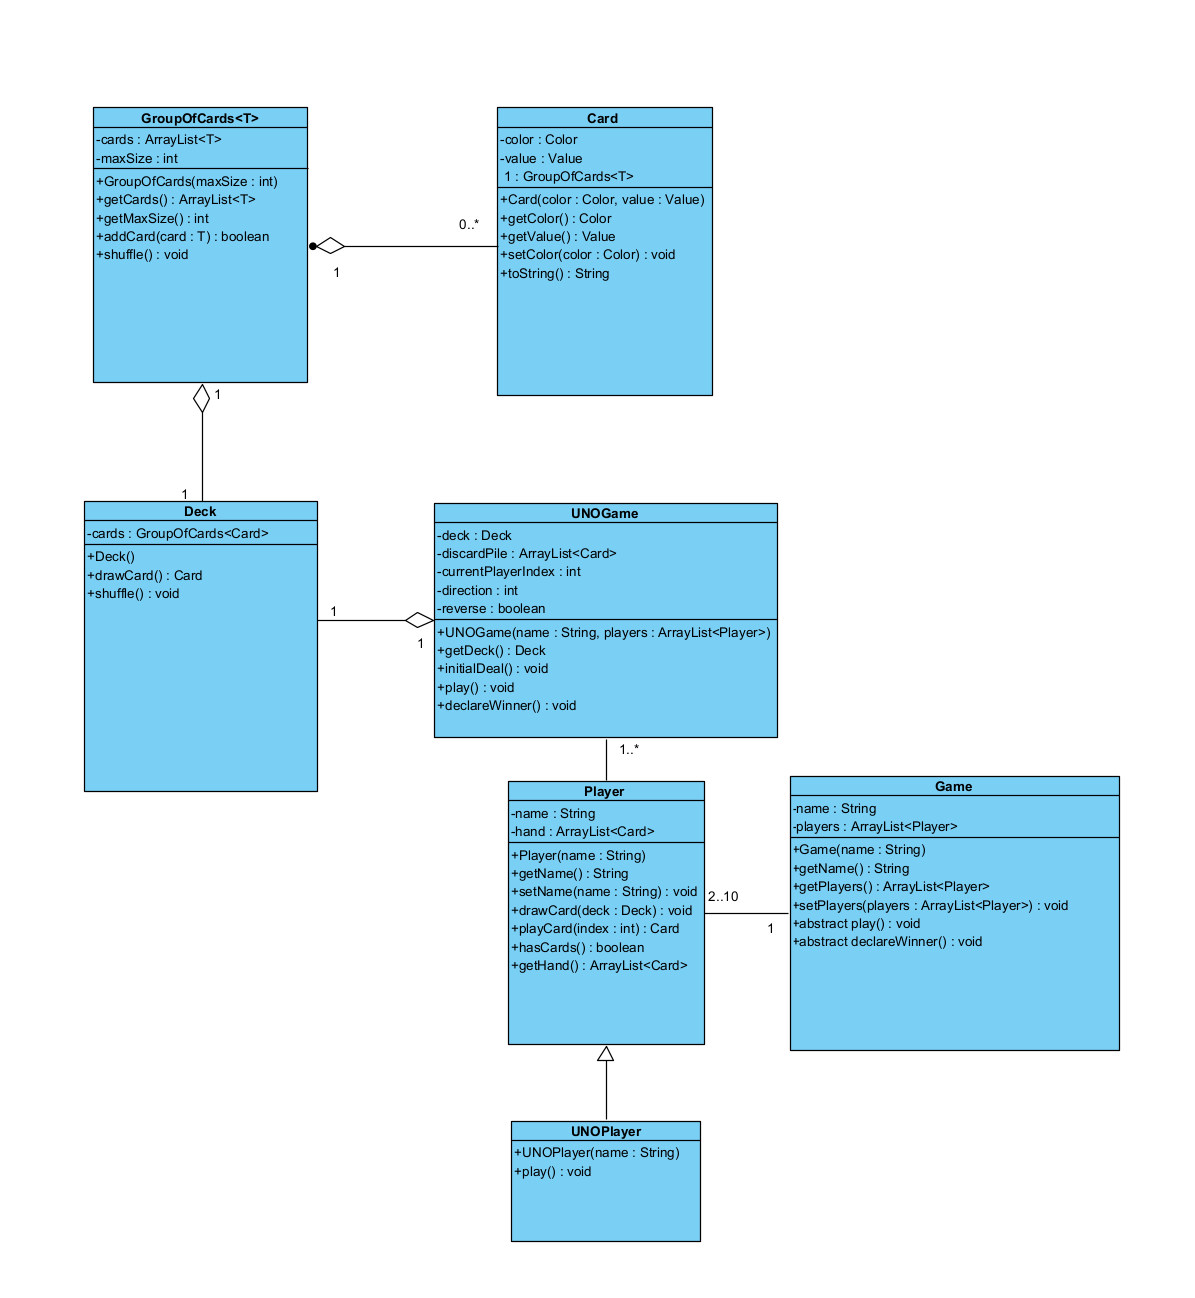 GroupOfCards<T>
-cards : ArrayList<T>
-maxSize : int
+GroupOfCards(maxSize : int)
+getCards() : ArrayList<T>
+getMaxSize() : int
+addCard(card : T) : boolean
+shuffle() : void
0..*
1
Card
-color : Color
-value : Value
1 : GroupOfCards<T>
+Card(color : Color, value : Value)
+getColor() : Color
+getValue() : Value
+setColor(color : Color) : void
+toString() : String
1
1
Deck
-cards : GroupOfCards<Card>
+Deck()
+drawCard() : Card
+shuffle() : void
1
1
UNOGame
-deck : Deck
-discardPile : ArrayList<Card>
-currentPlayerIndex : int
-direction : int
-reverse : boolean
+UNOGame(name : String, players : ArrayList<Player>)
+getDeck() : Deck
+initialDeal() : void
+play() : void
+declareWinner() : void
1..*
Player
-name : String
-hand : ArrayList<Card>
+Player(name : String)
+getName() : String
+setName(name : String) : void
+drawCard(deck : Deck) : void
+playCard(index : int) : Card
+hasCards() : boolean
+getHand() : ArrayList<Card>
2..10
1
Game
-name : String
-players : ArrayList<Player>
+Game(name : String)
+getName() : String
+getPlayers() : ArrayList<Player>
+setPlayers(players : ArrayList<Player>) : void
+abstract play() : void
+abstract declareWinner() : void
UNOPlayer
+UNOPlayer(name : String)
+play() : void